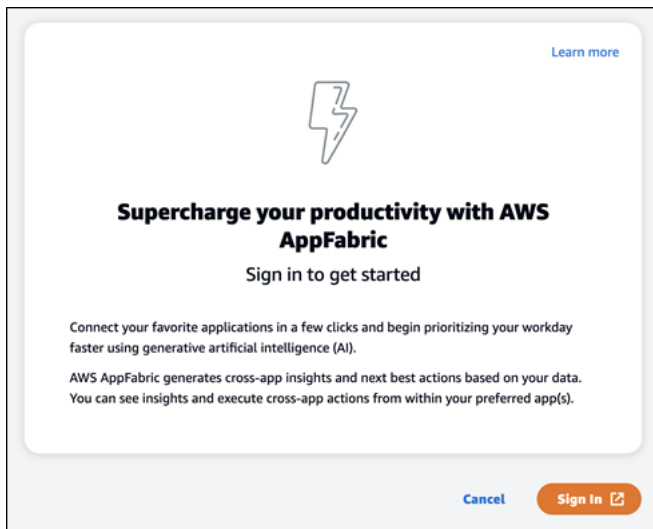 Learn more
Supercharge your productivity with AWS
AppFabric
Sign in to get started
Connect your favorite applications in a few clicks and begin prioritizing your workday
faster using generative artificial intelligence (AI).
AWS AppFabric generates cross-app insights and next best actions based on your data.
You can see insights and execute cross-app actions from within your preferred app(s).
Cancel
Sign In